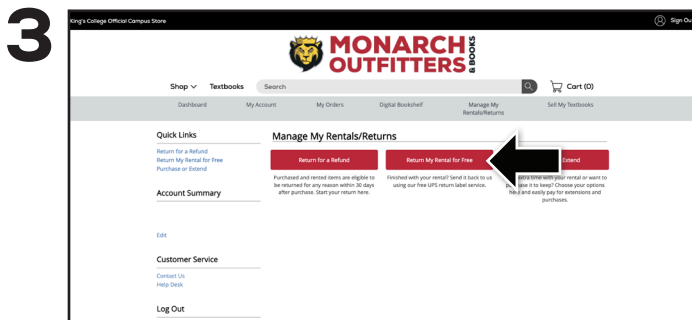 3
King's College Official Campus Store
Sign Ou
MONARCH
OUTFITTERS
& BOOKS
Shop
Textbooks
Search
Cart (0)
Dashboard
My Account
My Orders
Digital Bookshelf
Manage My
Rentals/Returns
Sell My Textbooks
Quick Links
Return for a Refund
Return My Rental for Free
Purchase or Extend
Account Summary
Edit
Customer Service
Contact Us
Help Desk
Log Out
Manage My Rentals/Returns
Return for a Refund
Purchased and rented items are eligible to
be returned for any reason within 30 days
after purchase. Start your return here.
Return My Rental for Free
Finished with your rental? Send it back to us
using our free UPS return label service.
Extend
extra time with your rental or want to
it to keep? Choose your options
and easily pay for extensions and
purchases.